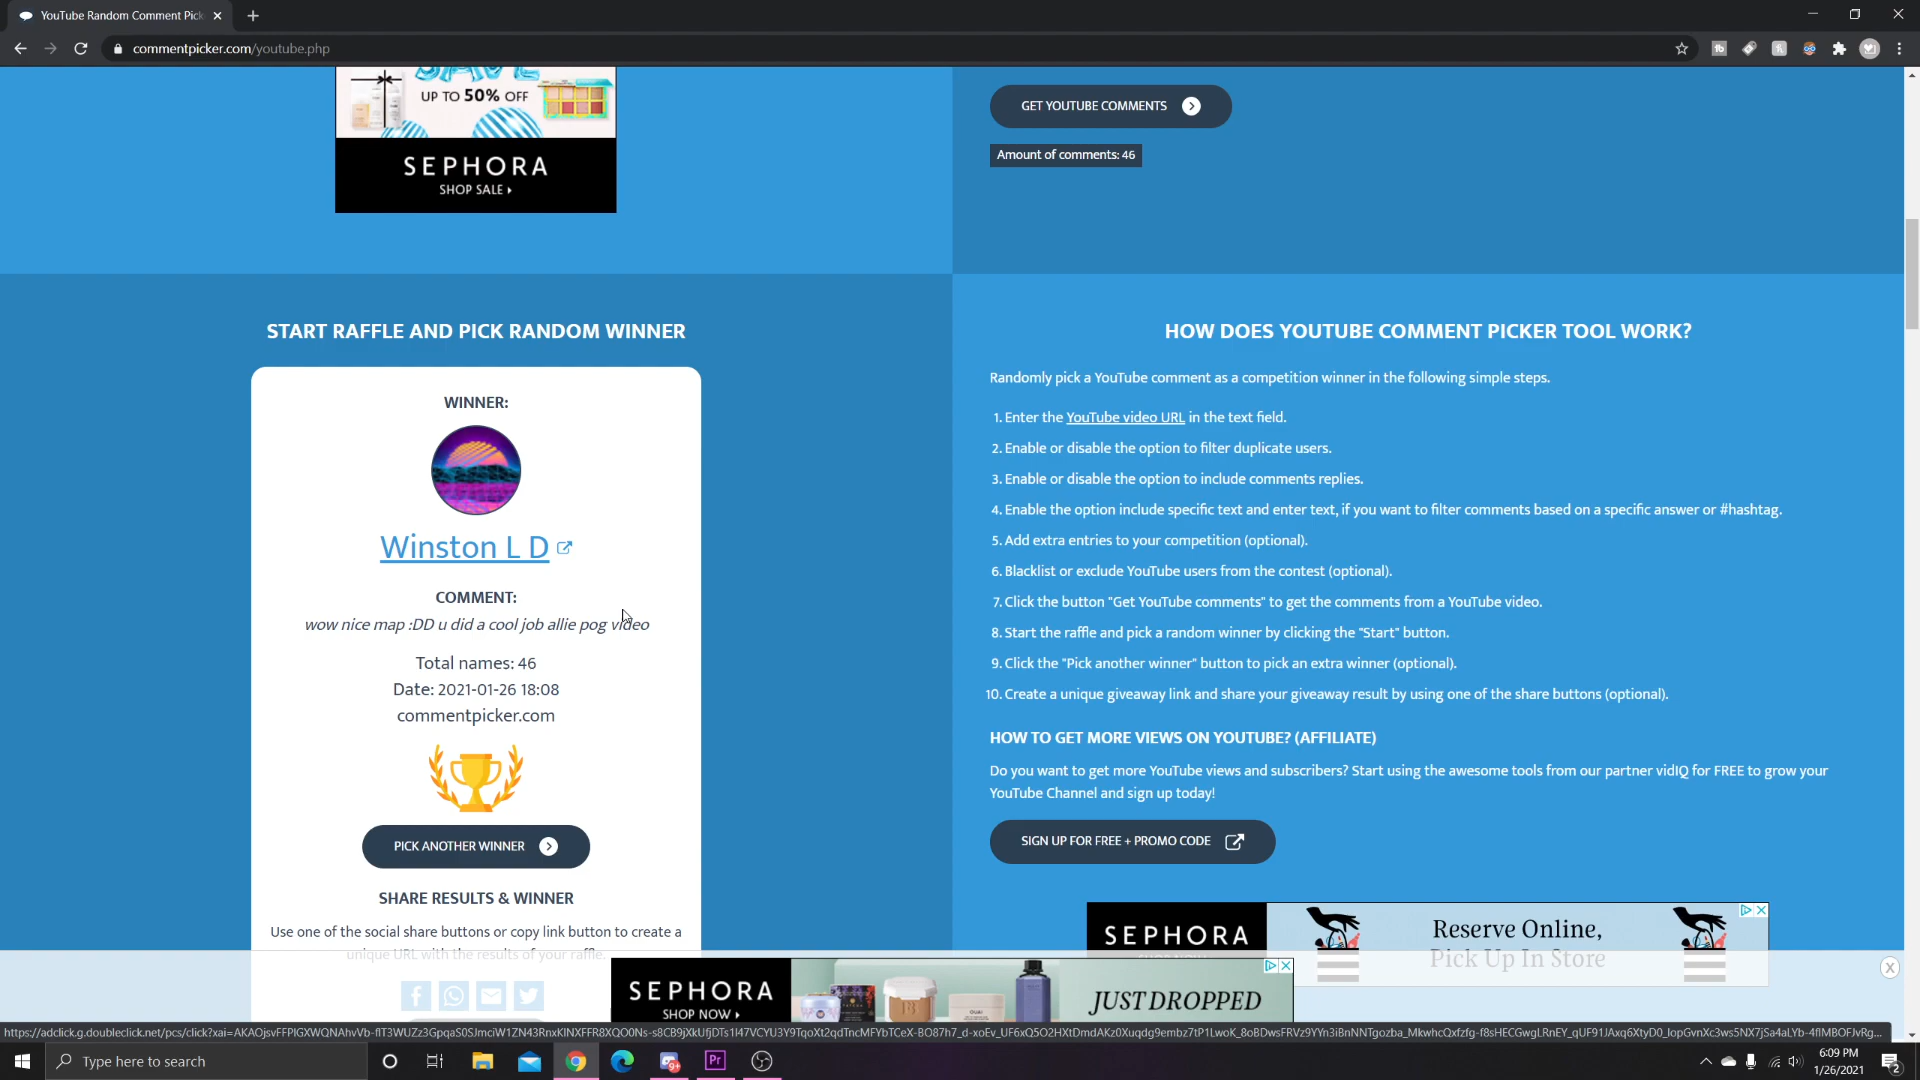 YouTube Random Comment Pick
commentpicker.com/youtube.php
UP TO 50% OFF
SEPHORA
SHOP SALE
GET YOUTUBE COMMENTS
Amount of comments: 46
START RAFFLE AND PICK RANDOM WINNER
WINNER:
Winston L D
COMMENT:
wow nice map :DD u did a cool job allie pog video
Total names: 46
Date: 2021-01-26 18:08
commentpicker.com
PICK ANOTHER WINNER
SHARE RESULTS & WINNER
Use one of the social share buttons or copy link button to create a
unique URL with the results of your raffle.
HOW DOES YOUTUBE COMMENT PICKER TOOL WORK?
Randomly pick a YouTube comment as a competition winner in the following simple steps.
1. Enter the YouTube video URL in the text field.
2. Enable or disable the option to filter duplicate users.
3. Enable or disable the option to include comments replies.
4. Enable the option include specific text and enter text, if you want to filter comments based on a specific answer or #hashtag.
5. Add extra entries to your competition (optional).
6. Blacklist or exclude YouTube users from the contest (optional).
7. Click the button "Get YouTube comments" to get the comments from a YouTube video.
8. Start the raffle and pick a random winner by clicking the "Start" button.
9. Click the "Pick another winner" button to pick an extra winner (optional).
10. Create a unique giveaway link and share your giveaway result by using one of the share buttons (optional).
HOW TO GET MORE VIEWS ON YOUTUBE? (AFFILIATE)
Do you want to get more YouTube views and subscribers? Start using the awesome tools from our partner vidIQ for FREE to grow your
YouTube Channel and sign up today!
SIGN UP FOR FREE + PROMO CODE
SEPHORA
Reserve Online,
Pick Up In Store
SEPHORA
SHOP NOW
JUST DROPPED
Type here to search
Pr
9+
6:09 PM
1/26/2021
2